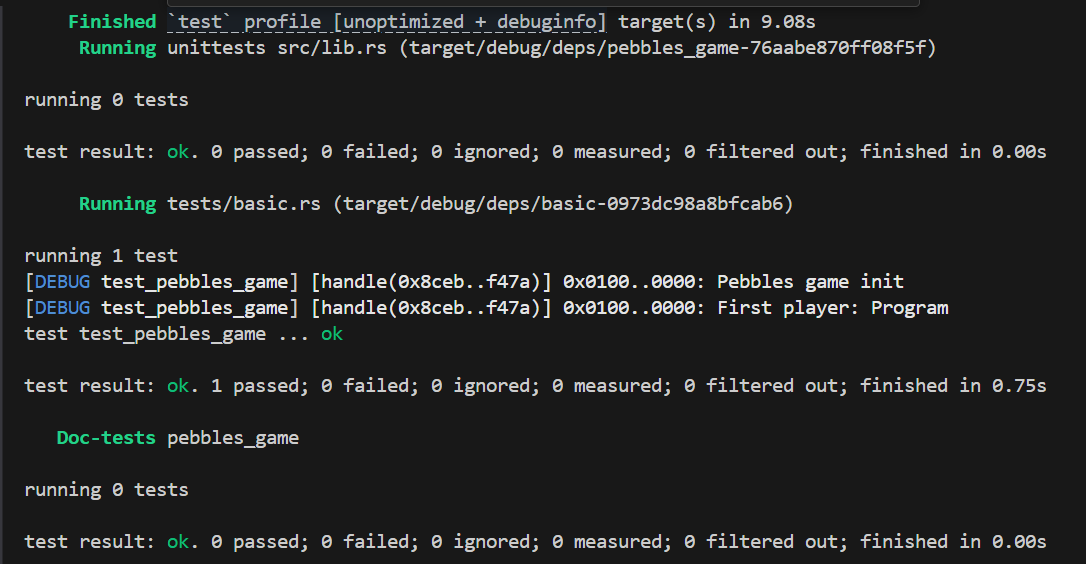 Finished `test` profile [unoptimized + debuginfo] target(s) in 9.08s
Running unittests src/lib.rs (target/debug/deps/pebbles_game-76aabe870ff08f5f)
running 0 tests
test result: ok. 0 passed; 0 failed; 0 ignored; 0 measured; 0 filtered out; finished in 0.00s
Running tests/basic.rs (target/debug/deps/basic-0973dc98a8bfcab6)
running 1 test
[DEBUG test_pebbles_game] [handle(0x8ceb..f47a)] 0x0100..0000: Pebbles game init
[DEBUG test_pebbles_game] [handle(0x8ceb..f47a)] 0x0100..0000: First player: Program
test test_pebbles_game ... ok
test result: ok. 1 passed; 0 failed; 0 ignored; 0 measured; 0 filtered out; finished in 0.75s
Doc-tests pebbles_game
running 0 tests
test result: ok. 0 passed; 0 failed; 0 ignored; 0 measured; 0 filtered out; finished in 0.00s